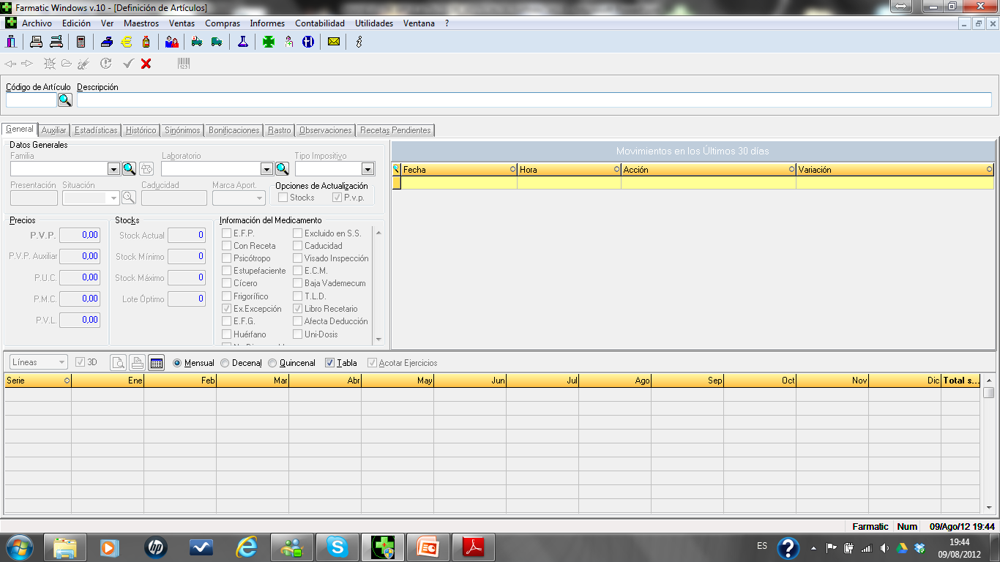 Farmatic Windows v.10 - [Definición de Artículos]
Archivo Edición Ver Maestros Ventas Compras Informes Contabilidad Utilidades Ventana ?
Código de Artículo Descripción
General Auxiliar Estadísticas Histórico Sinónimos Bonificaciones Rastro Observaciones Recetas Pendientes
Datos Generales
Familia Laboratorio Tipo Impositivo
Presentación Situación Caducidad Marca Aport. Opciones de Actualización
Stocks P.v.p.
Movimientos en los Últimos 30 días
Fecha Hora Acción Variación
Precios
P.V.P. 0,00
P.V.P. Auxiliar 0,00
P.U.C. 0,00
P.M.C. 0,00
P.V.L. 0,00
Stocks
Stock Actual 0
Stock Mínimo 0
Stock Máximo 0
Lote Óptimo 0
Información del Medicamento
E.F.P. Excluido en S.S.
Con Receta Caducidad
Psicótropo Visado Inspección
Estupefaciente E.C.M.
Cícero Baja Vademecum
Frigorífico T.L.D.
Ex.Excepción Libro Recetario
E.F.G. Afecta Deducción
Huérfano Uni-Dosis
Líneas 3D Mensual Decenal Quincenal Tabla Acotar Ejercicios
Serie Ene Feb Mar Abr May Jun Jul Ago Sep Oct Nov Dic Total s...
Farmatic Num 09/Ago/12 19:44
ES 19:44
09/08/2012